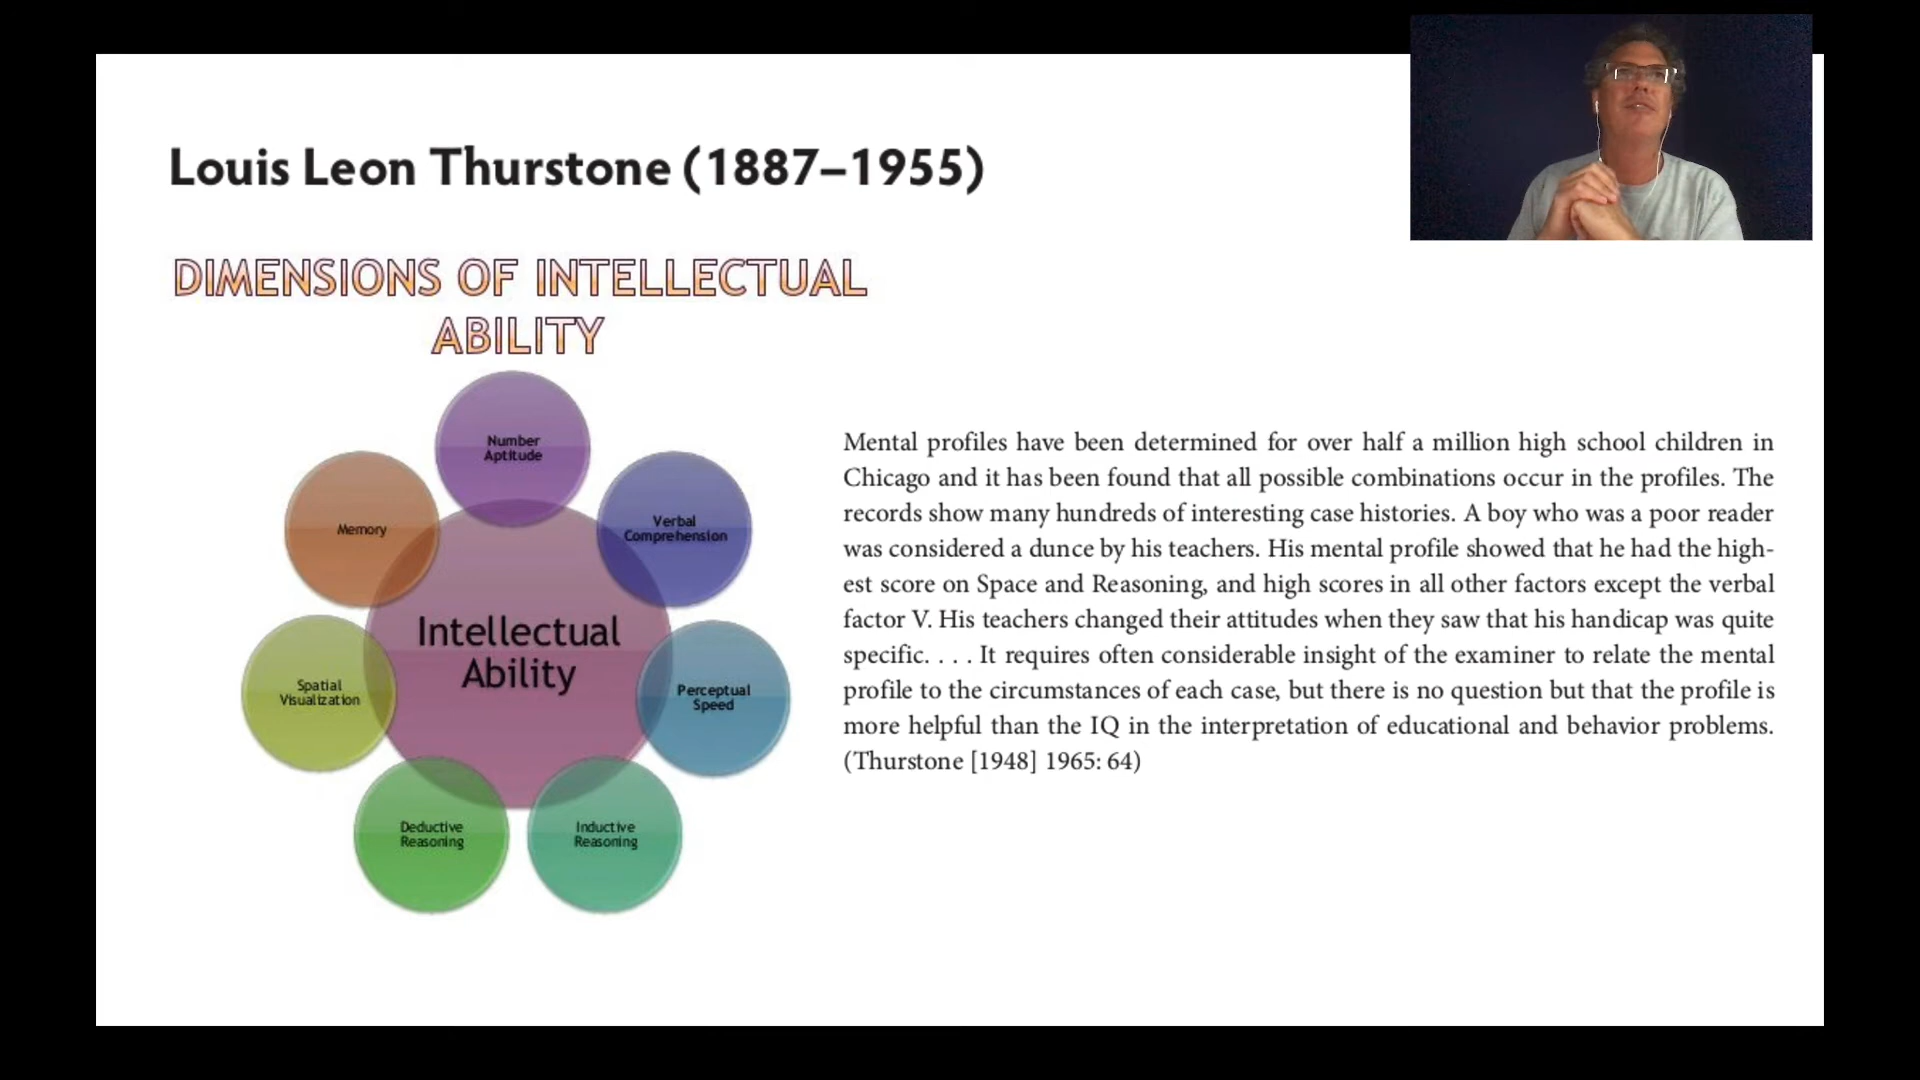 Louis Leon Thurstone (1887–1955)
DIMENSIONS OF INTELLECTUAL
ABILITY
Number
Aptitude
Memory
Verbal
Comprehension
Intellectual
Ability
Spatial
Visualization
Perceptual
Speed
Deductive
Reasoning
Inductive
Reasoning
Mental profiles have been determined for over half a million high school children in
Chicago and it has been found that all possible combinations occur in the profiles. The
records show many hundreds of interesting case histories. A boy who was a poor reader
was considered a dunce by his teachers. His mental profile showed that he had the high-
est score on Space and Reasoning, and high scores in all other factors except the verbal
factor V. His teachers changed their attitudes when they saw that his handicap was quite
specific. . . . It requires often considerable insight of the examiner to relate the mental
profile to the circumstances of each case, but there is no question but that the profile is
more helpful than the IQ in the interpretation of educational and behavior problems.
(Thurstone [1948] 1965: 64)